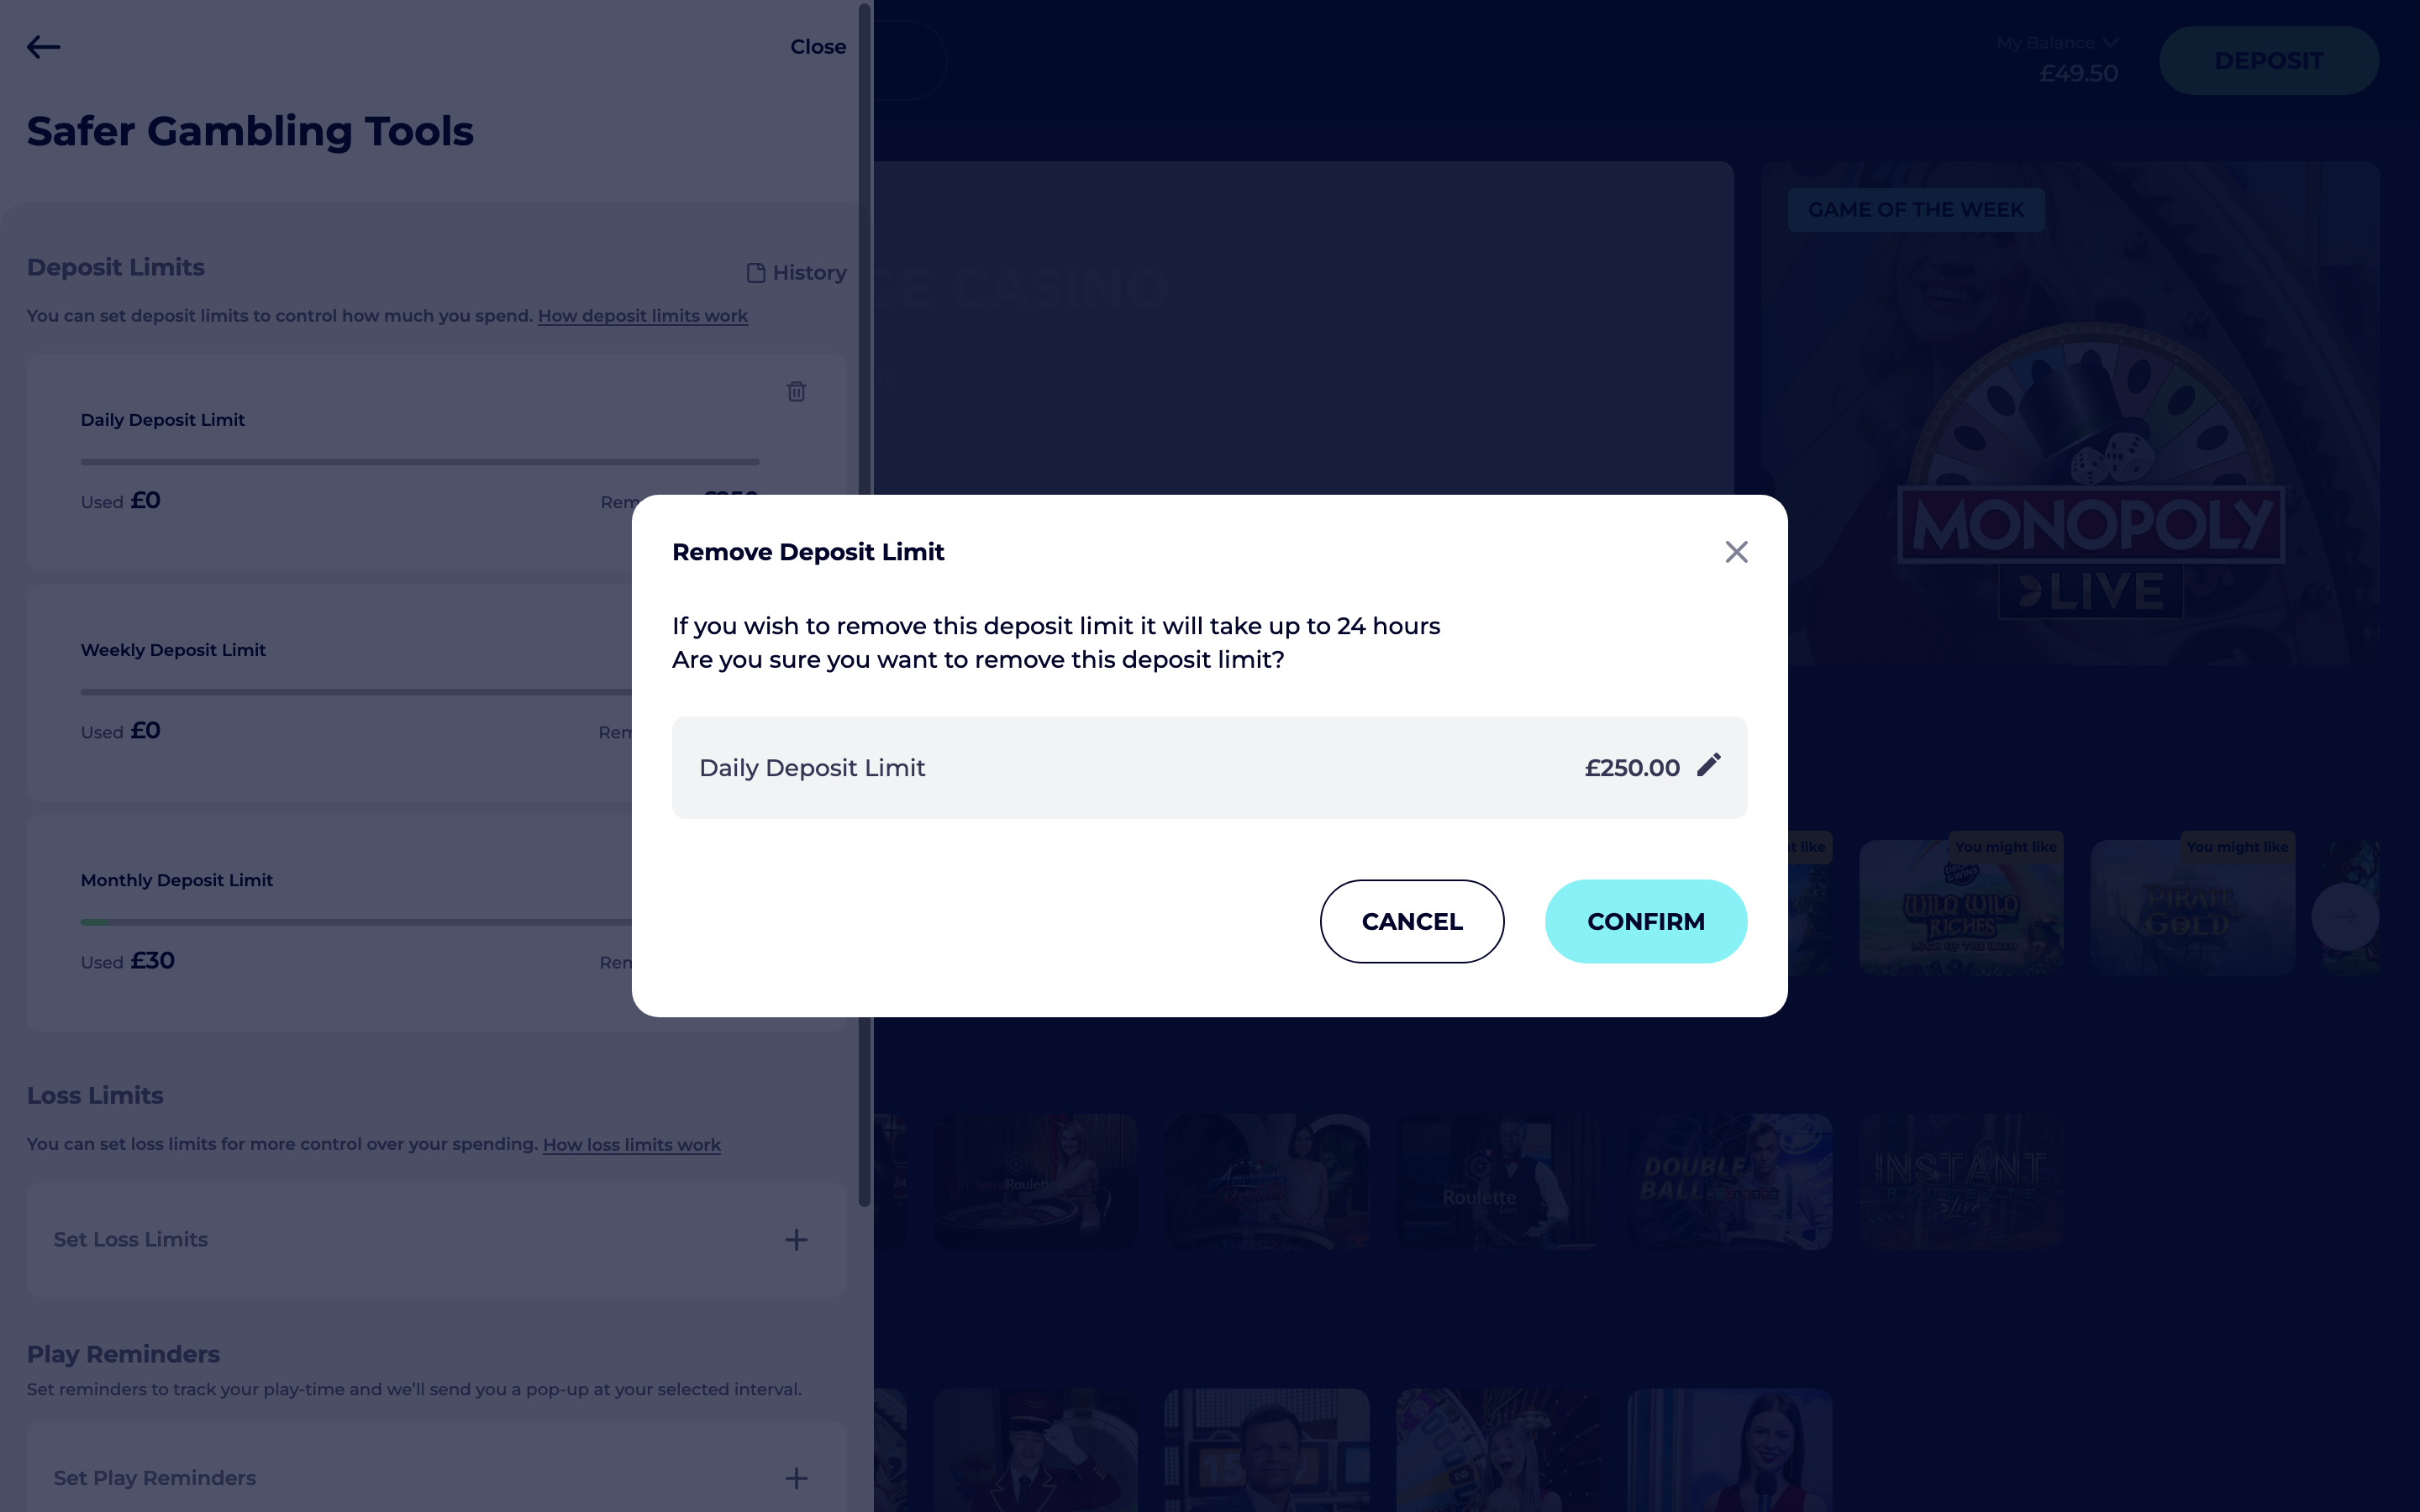 Close
My Balance
£49.50
DEPOSIT
Safer Gambling Tools
GAME OF THE WEEK
Deposit Limits
History
You can set deposit limits to control how much you spend. How deposit limits work
CASINO
Daily Deposit Limit
Used £0
Weekly Deposit Limit
Used £0
Monthly Deposit Limit
Used £30
MONOPOLY
LIVE
Remove Deposit Limit
If you wish to remove this deposit limit it will take up to 24 hours
Are you sure you want to remove this deposit limit?
Daily Deposit Limit
£250.00
CANCEL
CONFIRM
You might like
You might like
WILD WILD
RICHES
PIRATE
GOLD
Loss Limits
You can set loss limits for more control over your spending. How loss limits work
Set Loss Limits
Roulette
Roulette
DOUBLE
BALL
INSTANT
Play Reminders
Set reminders to track your play-time and we'll send you a pop-up at your selected interval.
Set Play Reminders